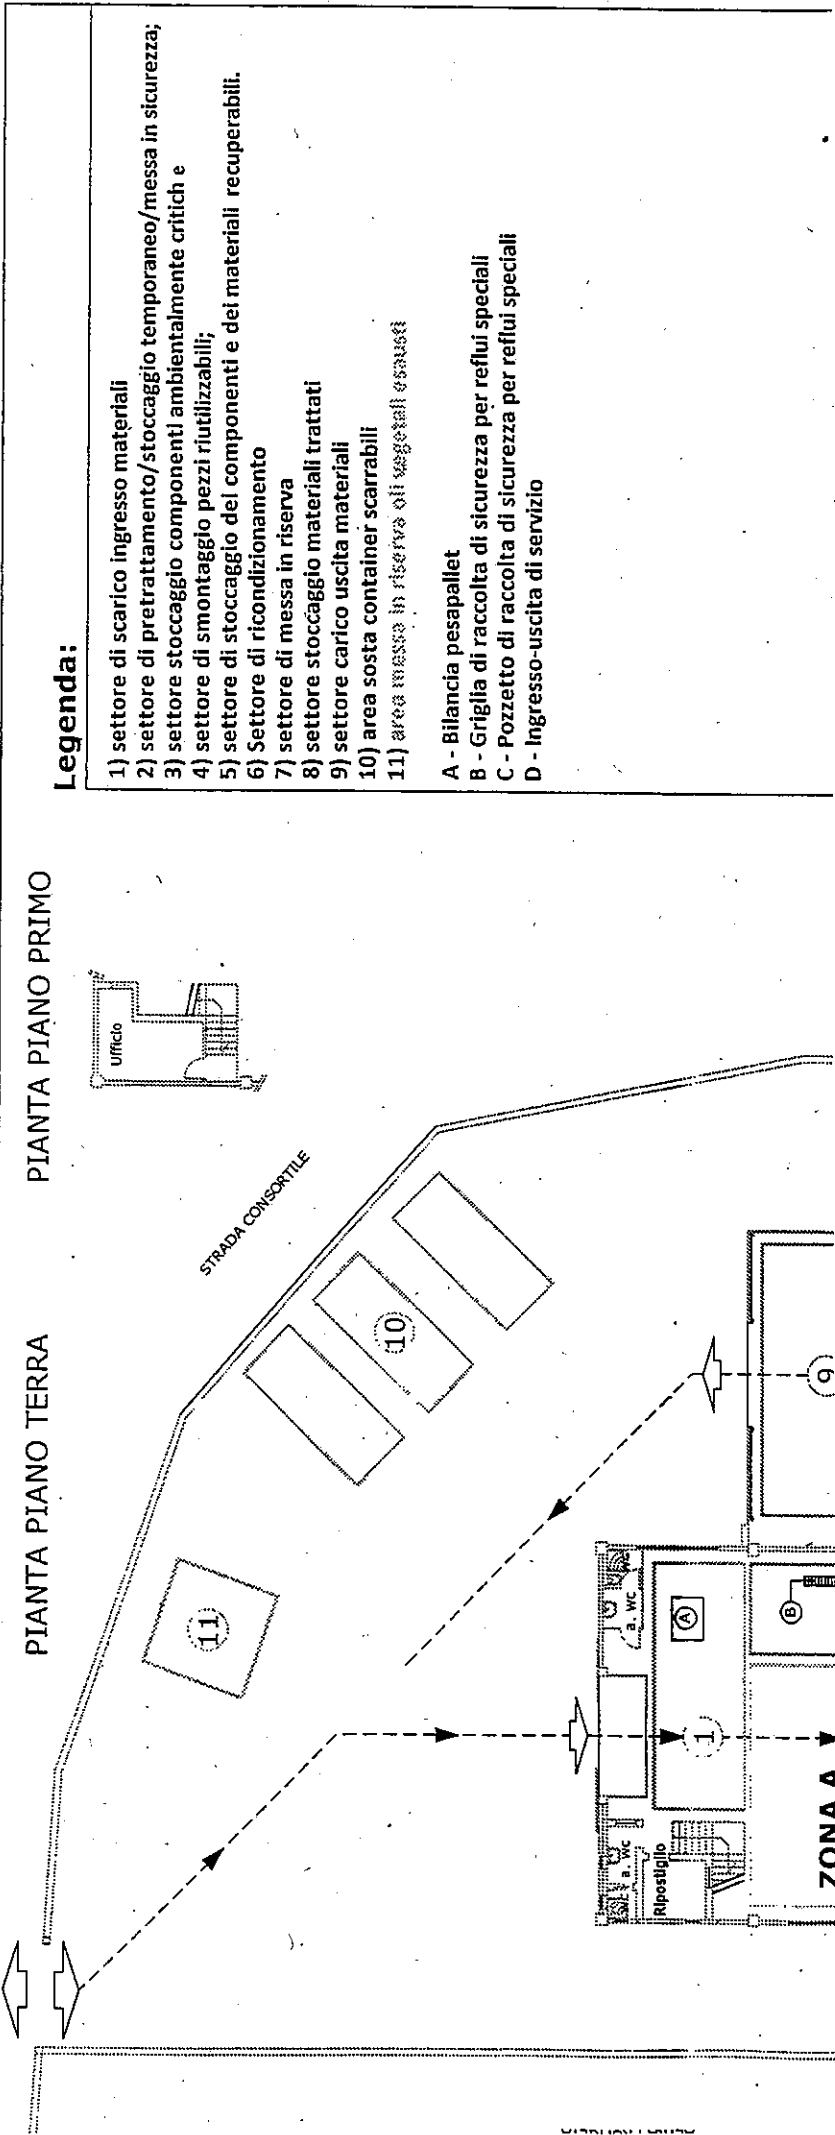 PIANTA PIANO TERRA
PIANTA PIANO PRIMO
Legenda:
1) settore di scarico ingresso materiali
2) settore di pretrattamento/stoccaggio temporaneo/messa in sicurezza;
3) settore stoccaggio componenti ambientalmente critich e
4) settore di smontaggio pezzi riutilizzabili;
5) settore di stoccaggio del componenti e dei materiali recuperabili.
6) Settore di ricondizionamento
7) settore di messa in riserva
8) settore stoccaggio materiali trattati
9) settore carico uscita materiali
10) area sosta container scarrabili
11) area messa in riserva oli vegetali esausti
A - Bilancia pesapallet
B - Griglia di raccolta di sicurezza per reflui speciali
C - Pozzetto di raccolta di sicurezza per reflui speciali
D - Ingresso-uscita di servizio
Ufficio
STRADA CONSORTILE
11
10
9
a. wc
wc
A
B
1
a. wc
Ripostiglio
ZONA A